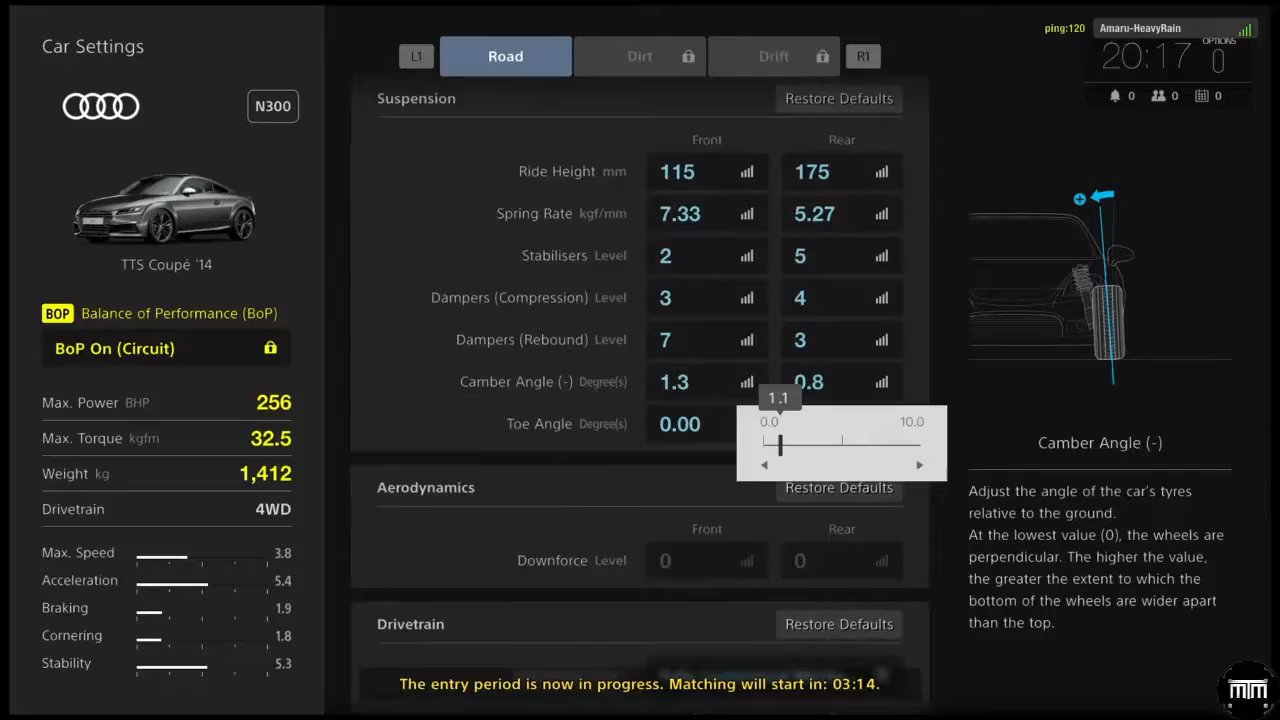 Car Settings
N300
TTS Coupé '14
BOP Balance of Performance (BoP)
BoP On (Circuit)
Max. Power BHP 256
Max. Torque kgfm 32.5
Weight kg 1,412
Drivetrain 4WD
Max. Speed 3.8
Acceleration 5.4
Braking 1.9
Cornering 1.8
Stability 5.3
L1 Road Dirt Drift R1
Suspension Restore Defaults
Front Rear
Ride Height mm 115 175
Spring Rate kgf/mm 7.33 5.27
Stabilisers Level 2 5
Dampers (Compression) Level 3 4
Dampers (Rebound) Level 7 3
Camber Angle (-) Degree(s) 1.3 0.8
1.1
0.0 10.0
Toe Angle Degree(s) 0.00
Aerodynamics Restore Defaults
Front Rear
Downforce Level 0 0
Drivetrain Restore Defaults
The entry period is now in progress. Matching will start in: 03:14.
ping:120 Amaru-HeavyRain
OPTIONS
20:17
0 0 0
Camber Angle (-)
Adjust the angle of the car's tyres
relative to the ground.
At the lowest value (0), the wheels are
perpendicular. The higher the value,
the greater the extent to which the
bottom of the wheels are wider apart
than the top.
MTM